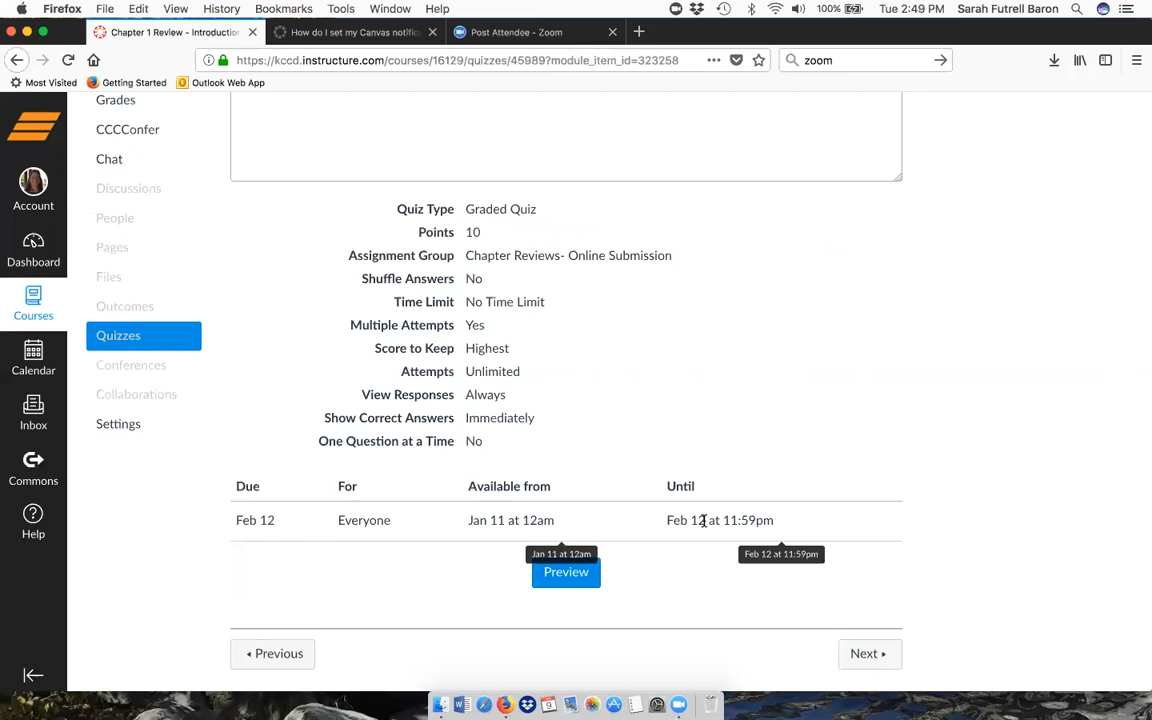 Firefox File Edit View History Bookmarks Tools Window Help 100% Tue 2:49 PM Sarah Futrell Baron
Chapter 1 Review - Introductio
How do I set my Canvas notific
Post Attendee - Zoom
https://kccd.instructure.com/courses/16129/quizzes/45989?module_item_id=323258
zoom
Most Visited Getting Started Outlook Web App
Account
Dashboard
Courses
Calendar
Inbox
Commons
Help
Grades
CCCConfer
Chat
Discussions
People
Pages
Files
Outcomes
Quizzes
Conferences
Collaborations
Settings
Quiz Type Graded Quiz
Points 10
Assignment Group Chapter Reviews- Online Submission
Shuffle Answers No
Time Limit No Time Limit
Multiple Attempts Yes
Score to Keep Highest
Attempts Unlimited
View Responses Always
Show Correct Answers Immediately
One Question at a Time No
Due For Available from Until
Feb 12 Everyone Jan 11 at 12am Feb 12 at 11:59pm
Jan 11 at 12am Feb 12 at 11:59pm
Preview
Previous Next